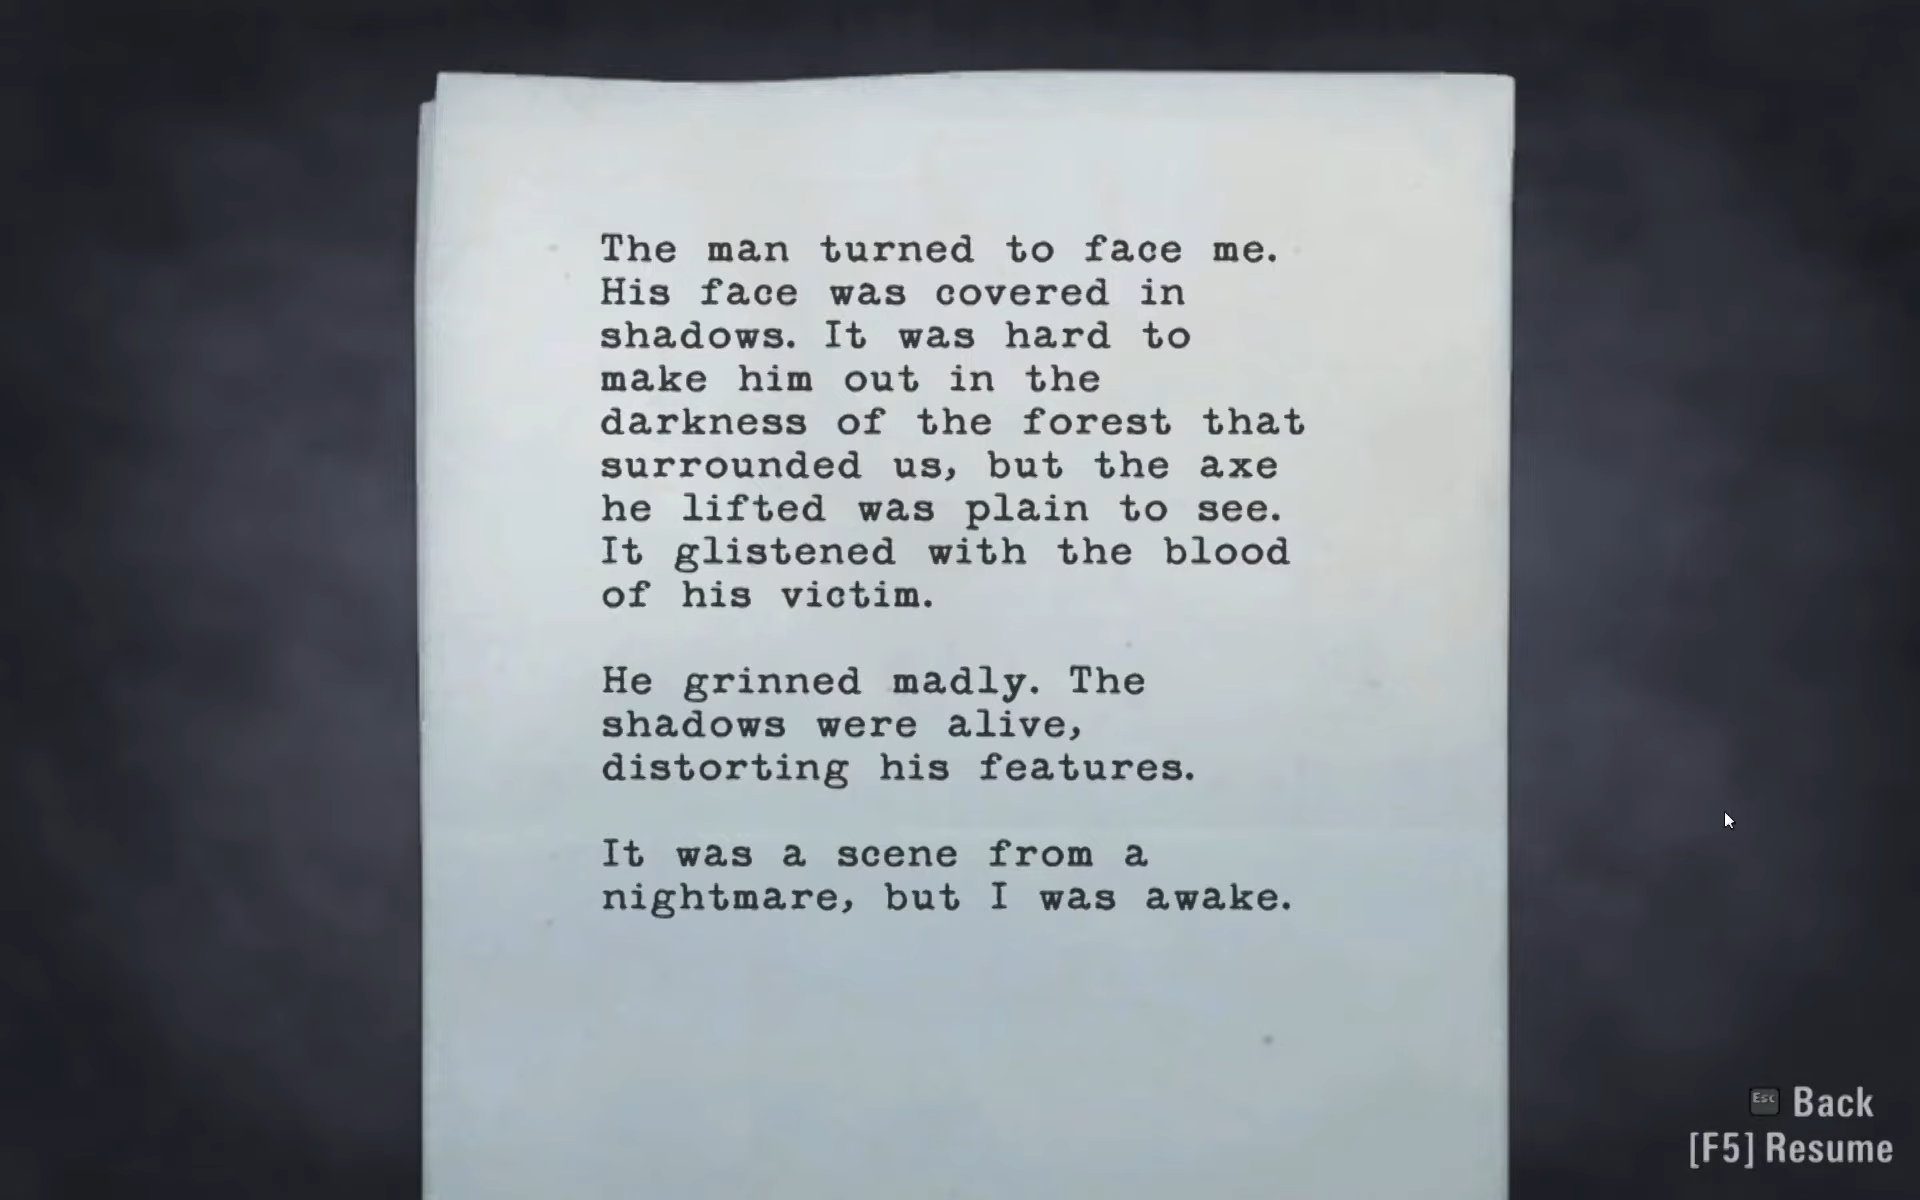 The man turned to face me.
His face was covered in
shadows. It was hard to
make him out in the
darkness of the forest that
surrounded us, but the axe
he lifted was plain to see.
It glistened with the blood
of his victim.
He grinned madly. The
shadows were alive,
distorting his features.
It was a scene from a
nightmare, but I was awake.
Esc Back
[F5] Resume